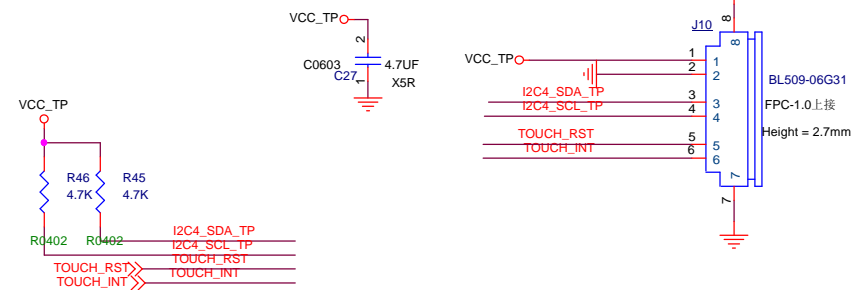 VCC_TP
2
C0603
4.7UF
C27
1
X5R
VCC_TP
R46
R45
4.7K
4.7K
R0402
R0402
I2C4_SDA_TP
I2C4_SCL_TP
TOUCH_RST
TOUCH_RST
TOUCH_INT
TOUCH_INT
8
J10
8
VCC_TP
1
1
2
2
BL509-06G31
I2C4_SDA_TP
3
3
FPC-1.0上接
I2C4_SCL_TP
4
4
Height = 2.7mm
TOUCH_RST
5
5
TOUCH_INT
6
6
7
7